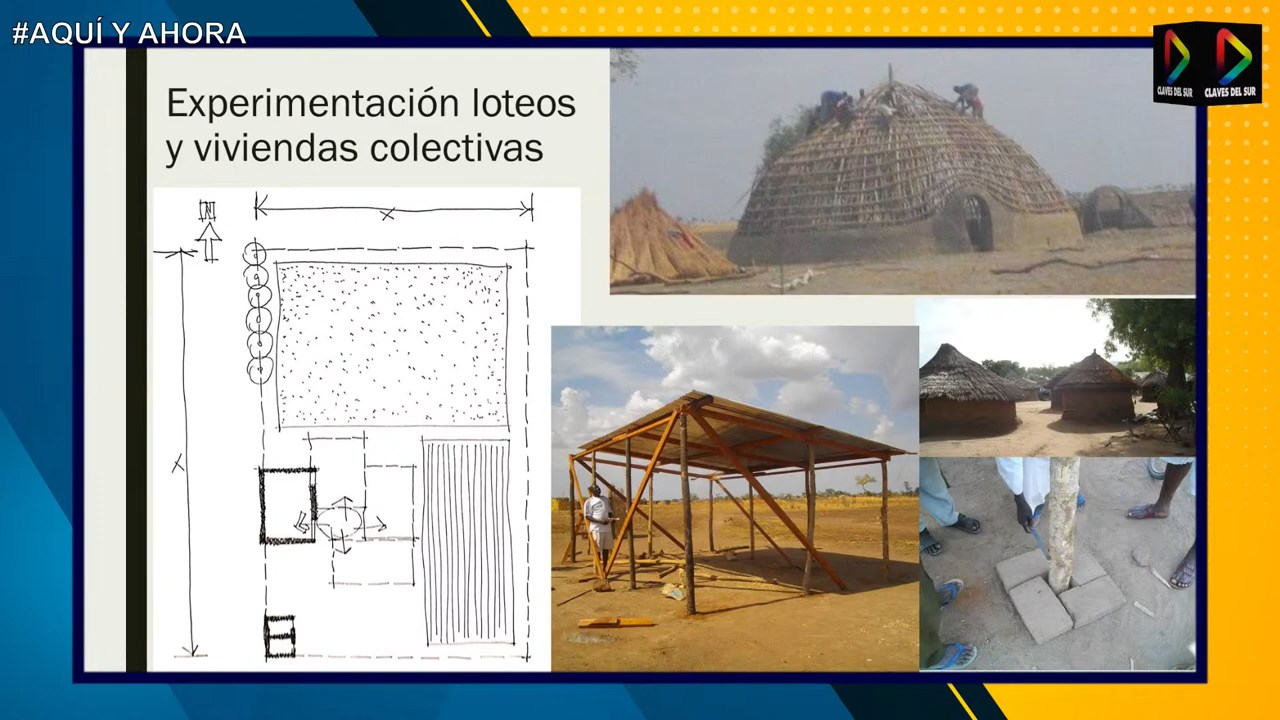 #AQUÍ Y AHORA
CLAVES DEL SUR
CLAVES DEL SUR
Experimentación loteos
y viviendas colectivas
N
X
X